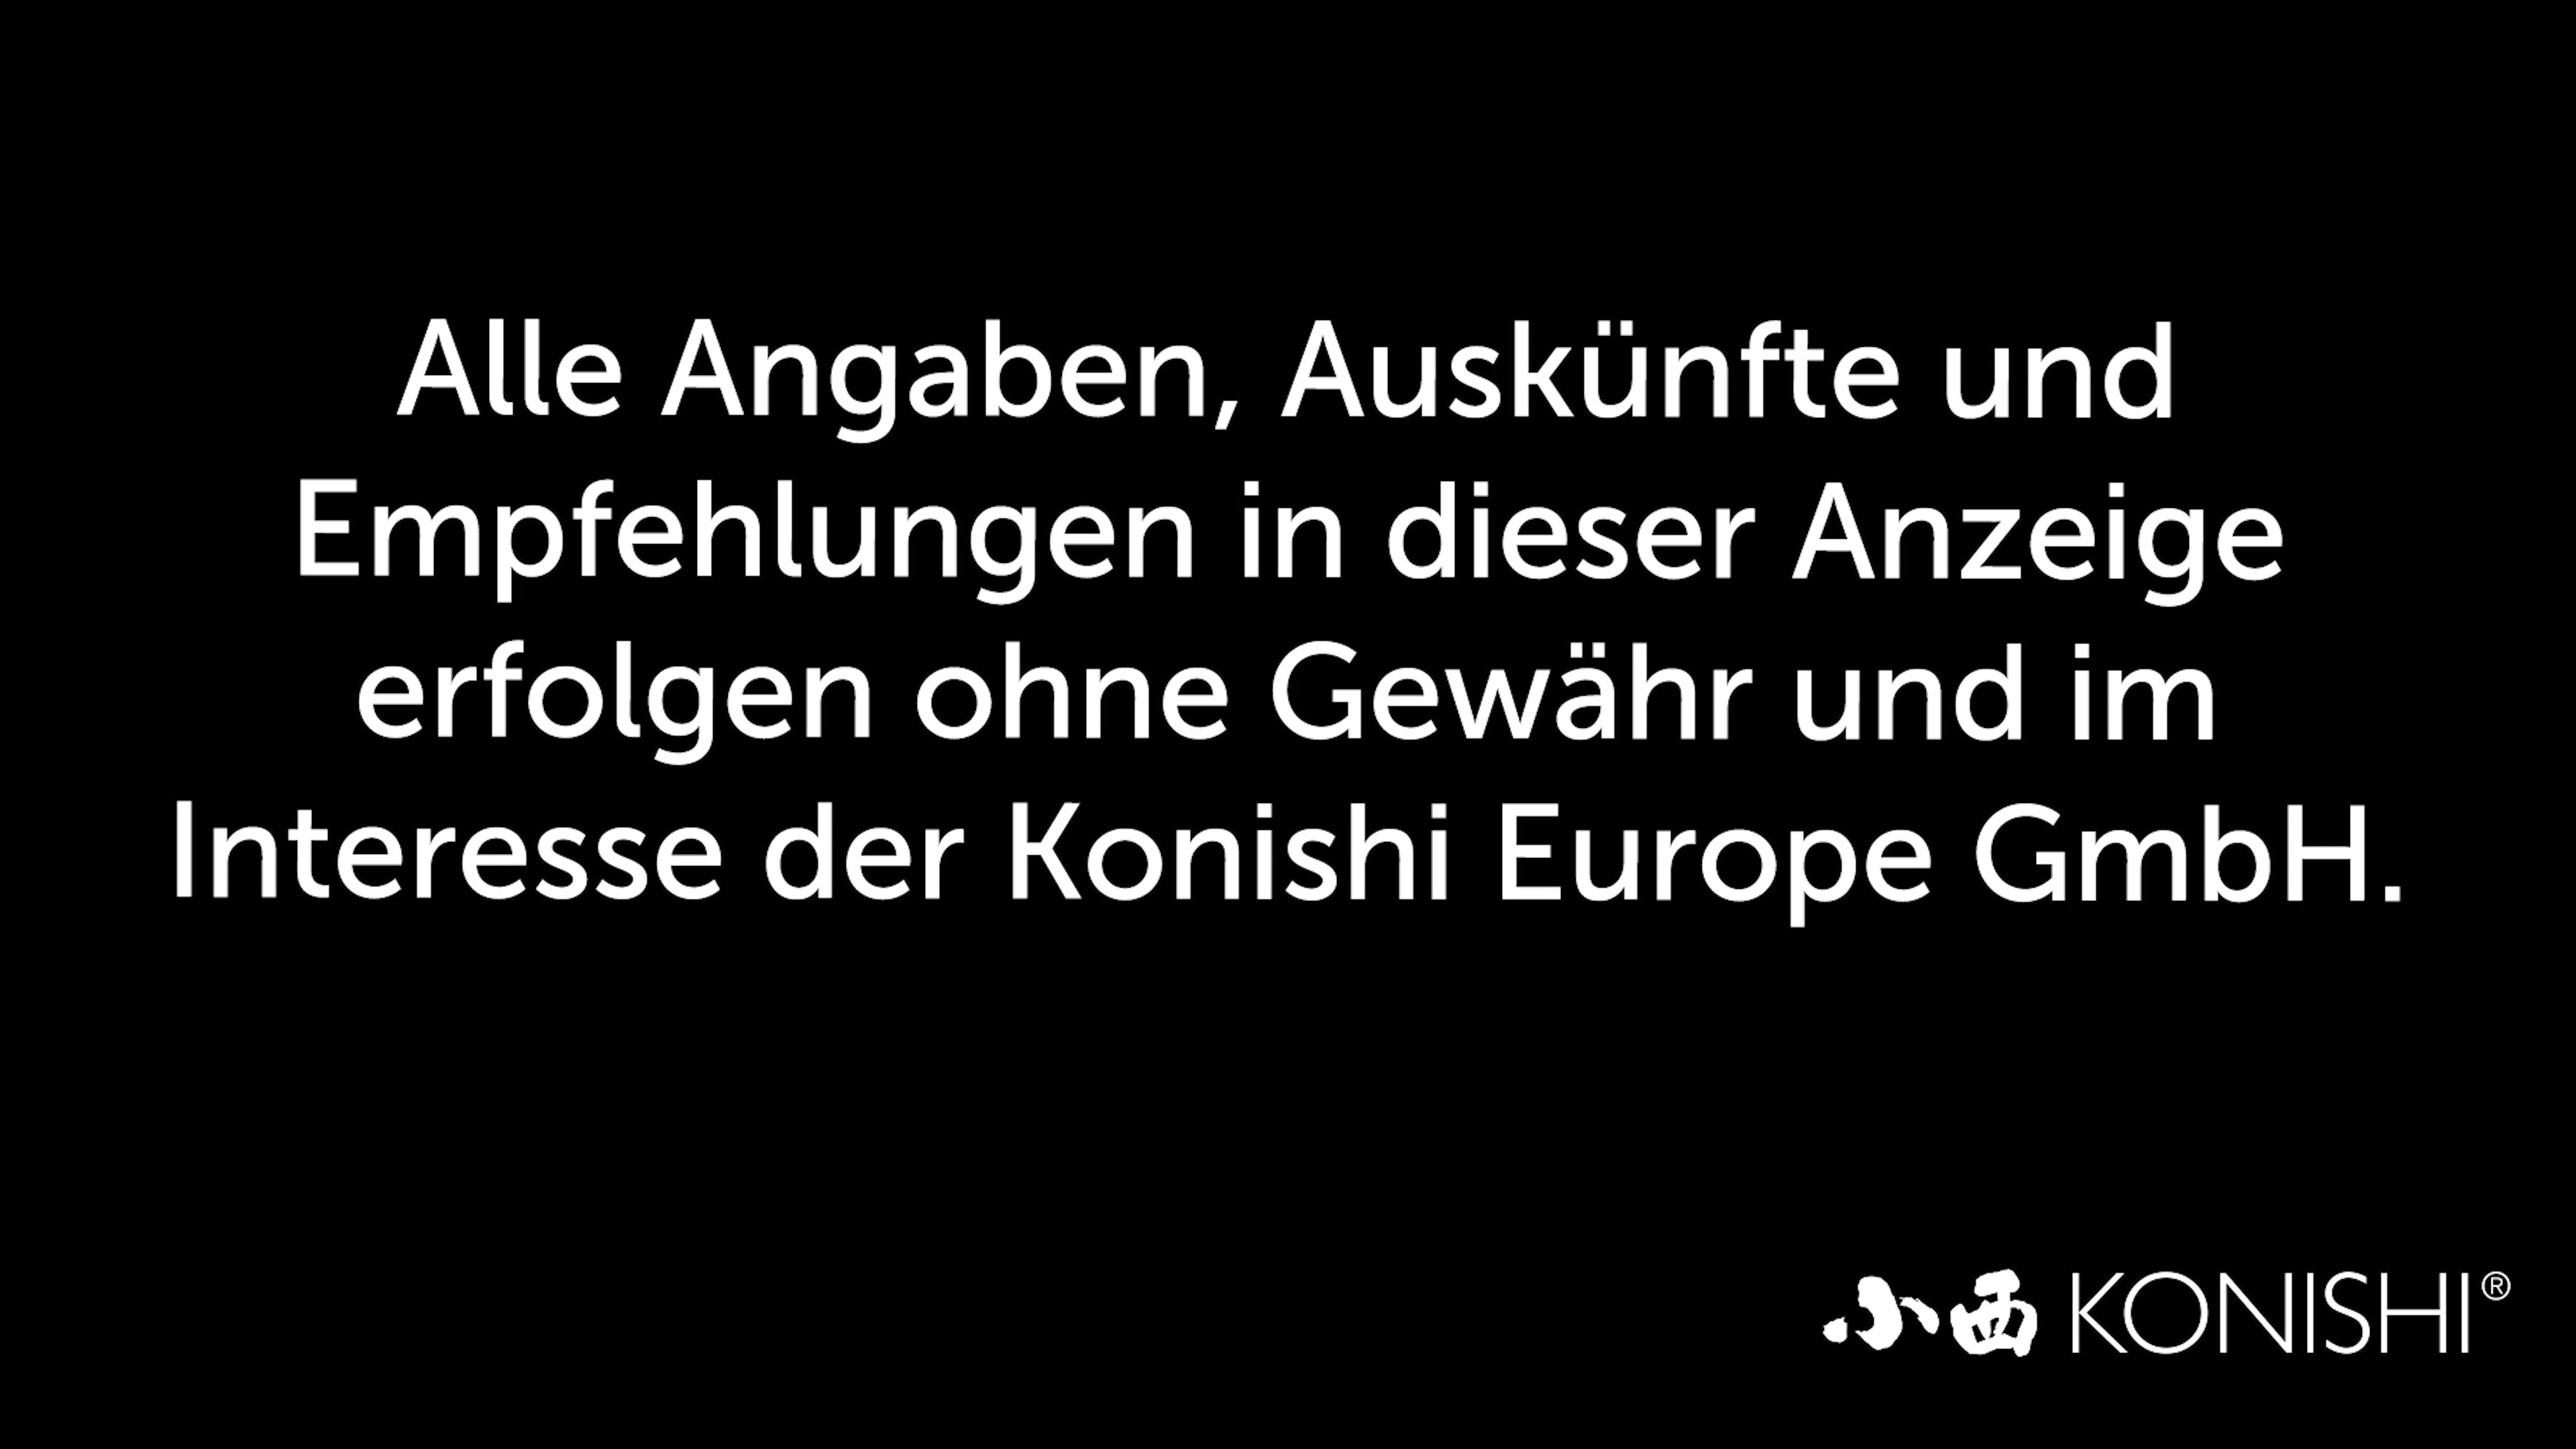 Alle Angaben, Auskünfte und
Empfehlungen in dieser Anzeige
erfolgen ohne Gewähr und im
Interesse der Konishi Europe GmbH.
小西 KONISHI®